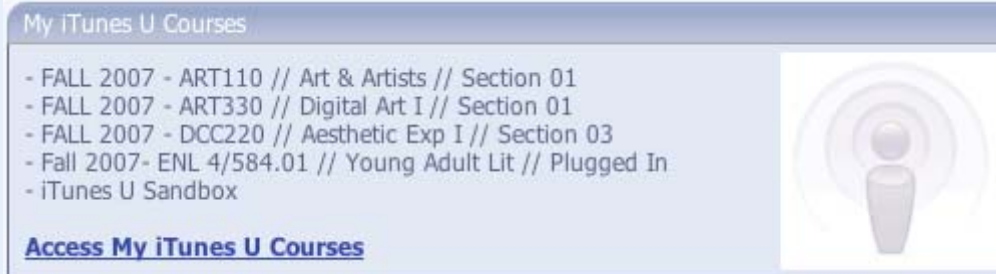 My iTunes U Courses
- FALL 2007 - ART110 // Art & Artists // Section 01
- FALL 2007 - ART330 // Digital Art I // Section 01
- FALL 2007 - DCC220 // Aesthetic Exp I // Section 03
- Fall 2007- ENL 4/584.01 // Young Adult Lit // Plugged In
- iTunes U Sandbox
Access My iTunes U Courses